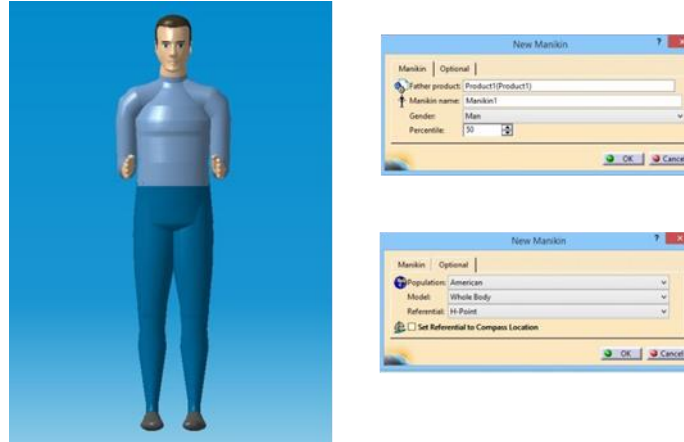 New Manikin ?
Manikin Optional
Father product: Product1(Product1)
Manikin name: Manikin1
Gender: Man
Percentile: 50
OK Cancel
New Manikin ?
Manikin Optional
Population: American
Model: Whole Body
Referential: H-Point
Set Referential to Compass Location
OK Cancel